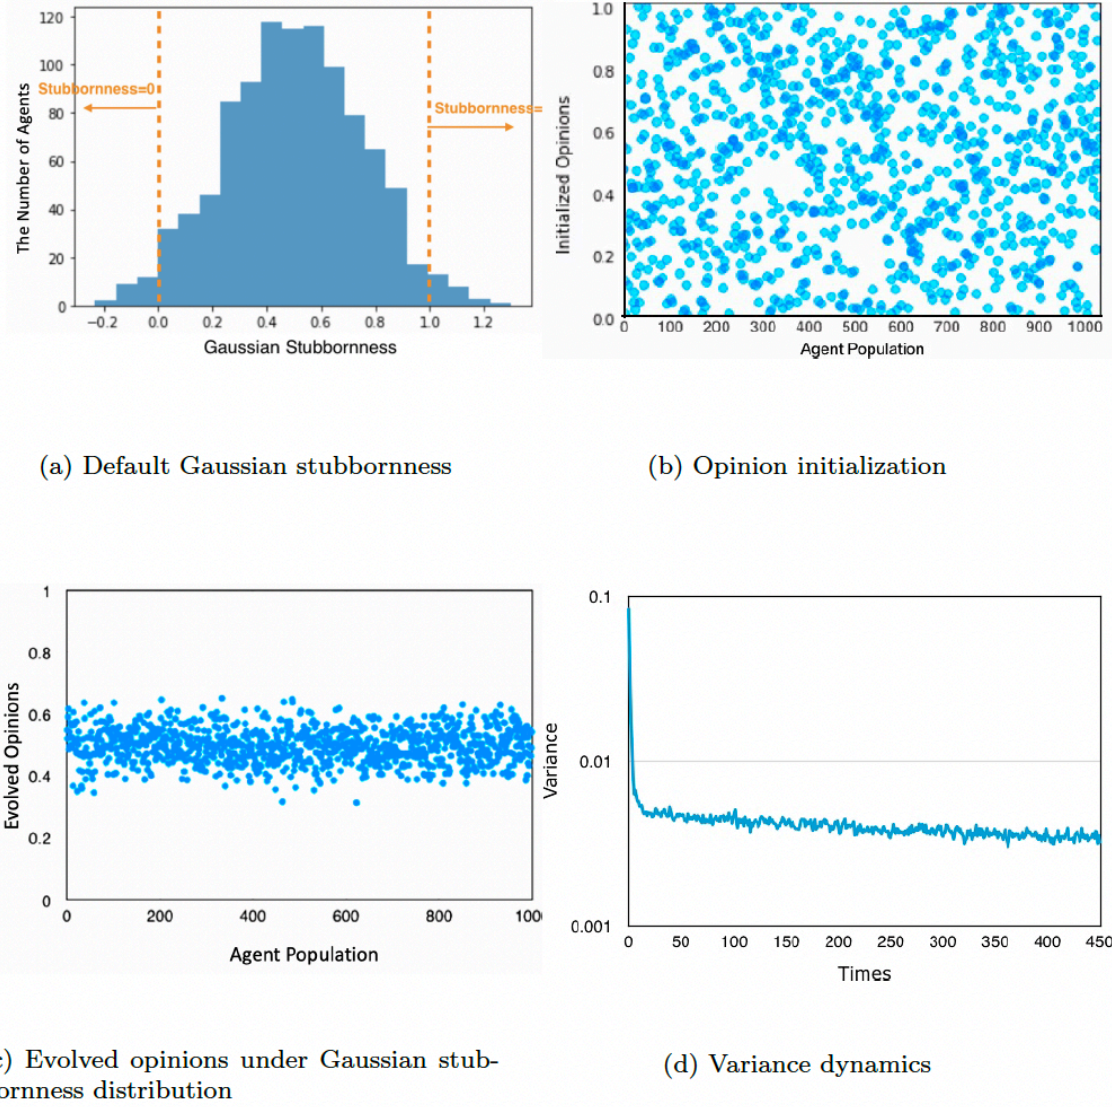 120
100
80
60
40
20
0
The Number of Agents
Stubbornness=0
Stubbornness=
−0.2 0.0 0.2 0.4 0.6 0.8 1.0 1.2
Gaussian Stubbornness
1.0
0.8
0.6
0.4
0.2
0.0
Initialized Opinions
0 100 200 300 400 500 600 700 800 900 1000
Agent Population
(a) Default Gaussian stubbornness
(b) Opinion initialization
1
0.8
0.6
0.4
0.2
0
Evolved Opinions
0 200 400 600 800 100
Agent Population
0.1
0.01
0.001
Variance
0 50 100 150 200 250 300 350 400 450
Times
) Evolved opinions under Gaussian stub-
ornness distribution
(d) Variance dynamics